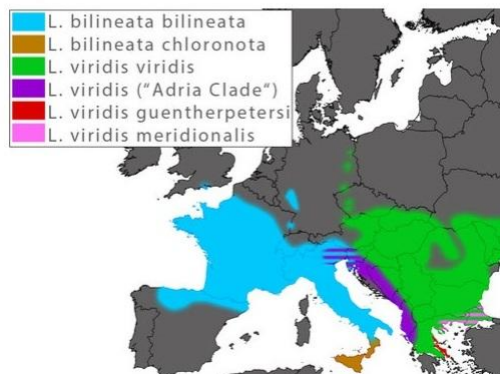 L. bilineata bilineata
L. bilineata chloronota
L. viridis viridis
L. viridis ("Adria Clade“)
L. viridis guentherpetersi
L. viridis meridionalis